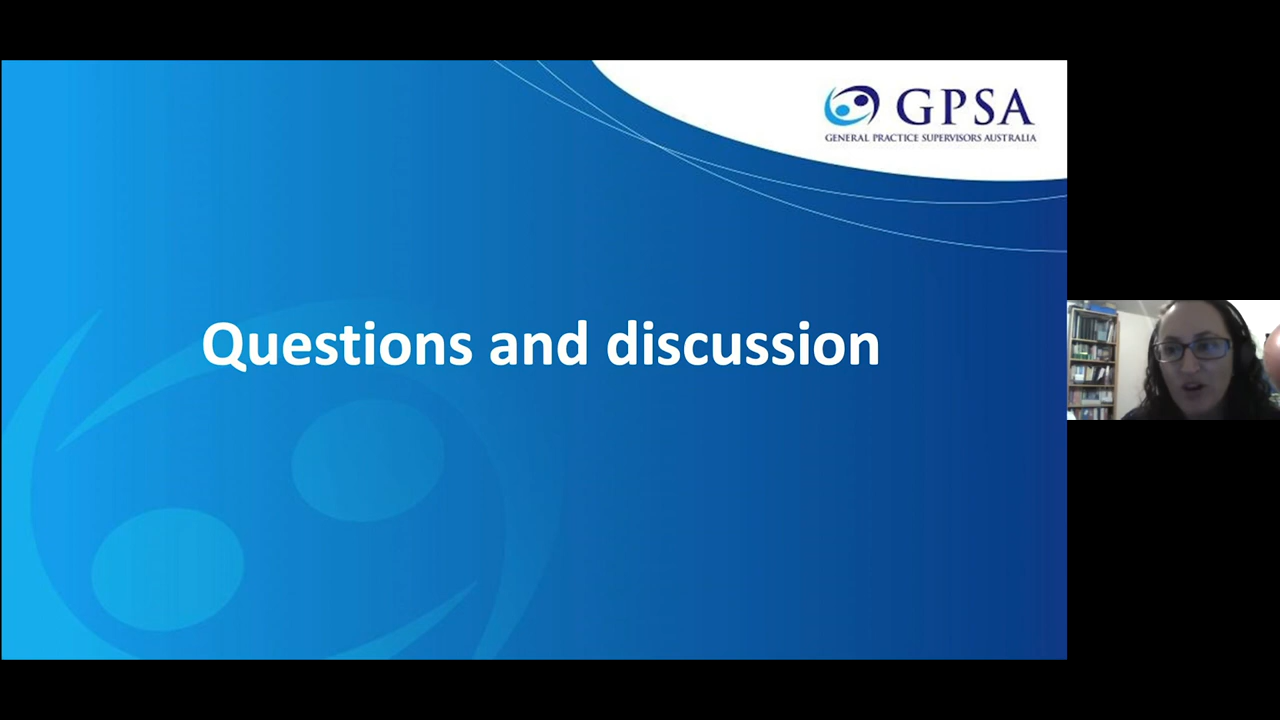 GPSA
GENERAL PRACTICE SUPERVISORS AUSTRALIA
Questions and discussion